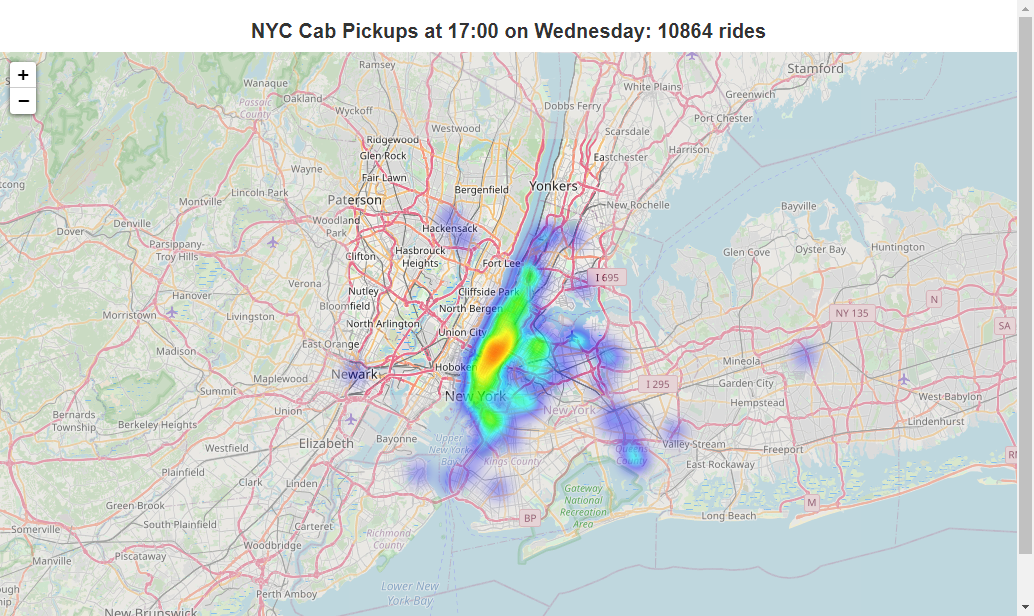 NYC Cab Pickups at 17:00 on Wednesday: 10864 rides
Ramsey
Stamford
+
−
Wanaque
White Plains
Greenwich
Oakland
Passaic
County
Wyckoff
Dobbs Ferry
Port Chester
Westwood
Scarsdale
Ridgewood
Harrison
Glen Rock
Eastchester
Wayne
Fair Lawn
Bergenfield
Yonkers
Lincoln Park
Paterson
Montville
New Rochelle
Bayville
Woodland
Park
Denville
Dover
Hackensack
Parsippany-
Troy Hills
Hasbrouck
Heights
Clifton
Glen Cove
Oyster Bay
Huntington
Fort Lee
I 695
Verona
Nutley
Cliffside Park
Hanover
Bloomfield
North Bergen
N
Morristown
Livingston
North Arlington
NY 135
SA
Union City
East Orange
Madison
Mineola
Hoboken
Newark
Maplewood
I 295
Garden City
Summit
New York
West Babylon
Hempstead
Union
New York
Bernards
Township
Berkeley Heights
Lindenhurst
Elizabeth
Bayonne
Upper
New York
Bay
Valley Stream
Freeport
Westfield
Queens
County
Kings County
East Rockaway
Plainfield
Clark
Linden
Gateway
National
Recreation
Area
Green Brook
M
BP
Long Beach
South Plainfield
Carteret
Somerville
Richmond
County
Woodbridge
Piscataway
Manville
Lower New
York Bay
Perth Amboy
New Brunswick